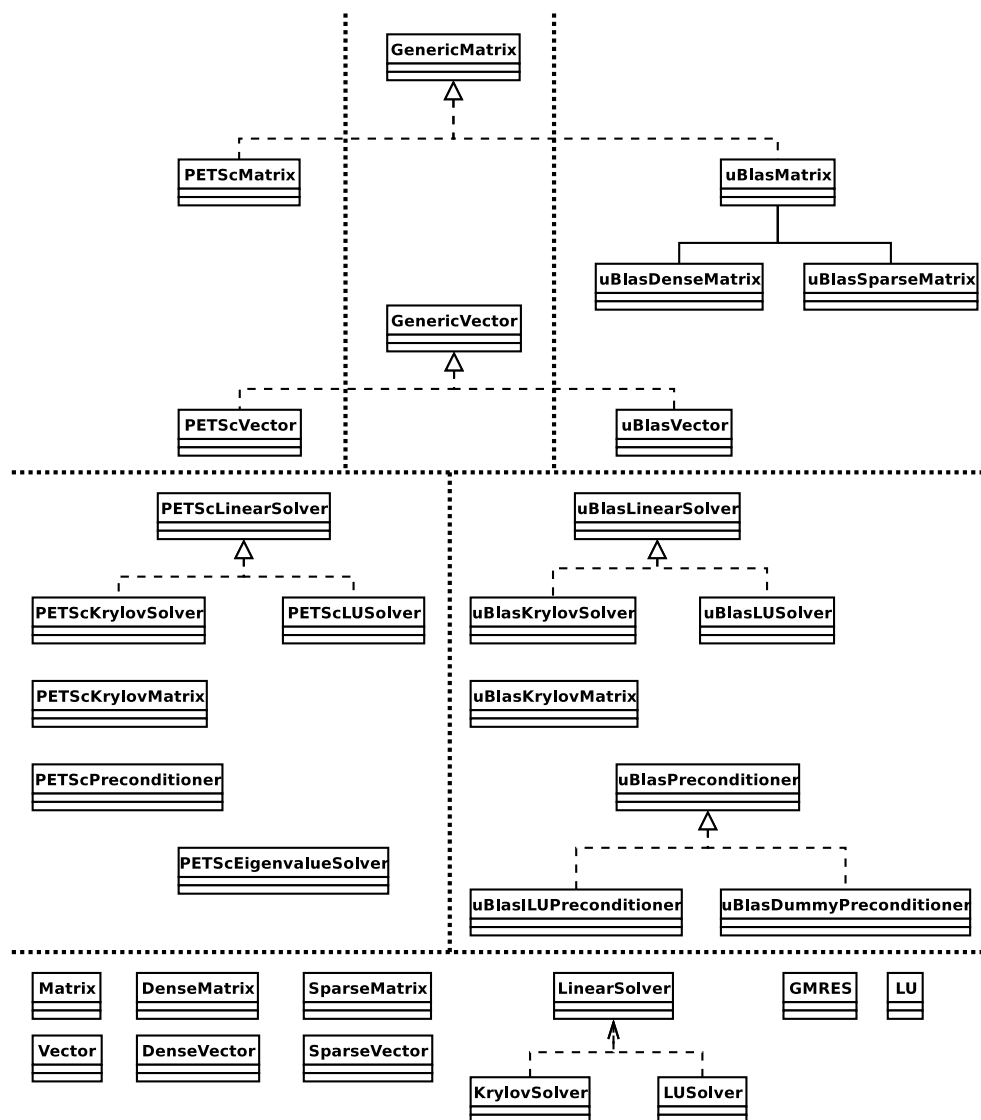 GenericMatrix
PETScMatrix
uBlasMatrix
uBlasDenseMatrix
uBlasSparseMatrix
GenericVector
PETScVector
uBlasVector
PETScLinearSolver
uBlasLinearSolver
PETScKrylovSolver
PETScLUSolver
uBlasKrylovSolver
uBlasLUSolver
PETScKrylovMatrix
uBlasKrylovMatrix
PETScPreconditioner
uBlasPreconditioner
PETScEigenvalueSolver
uBlasILUPreconditioner
uBlasDummyPreconditioner
Matrix
DenseMatrix
SparseMatrix
LinearSolver
GMRES
LU
Vector
DenseVector
SparseVector
KrylovSolver
LUSolver